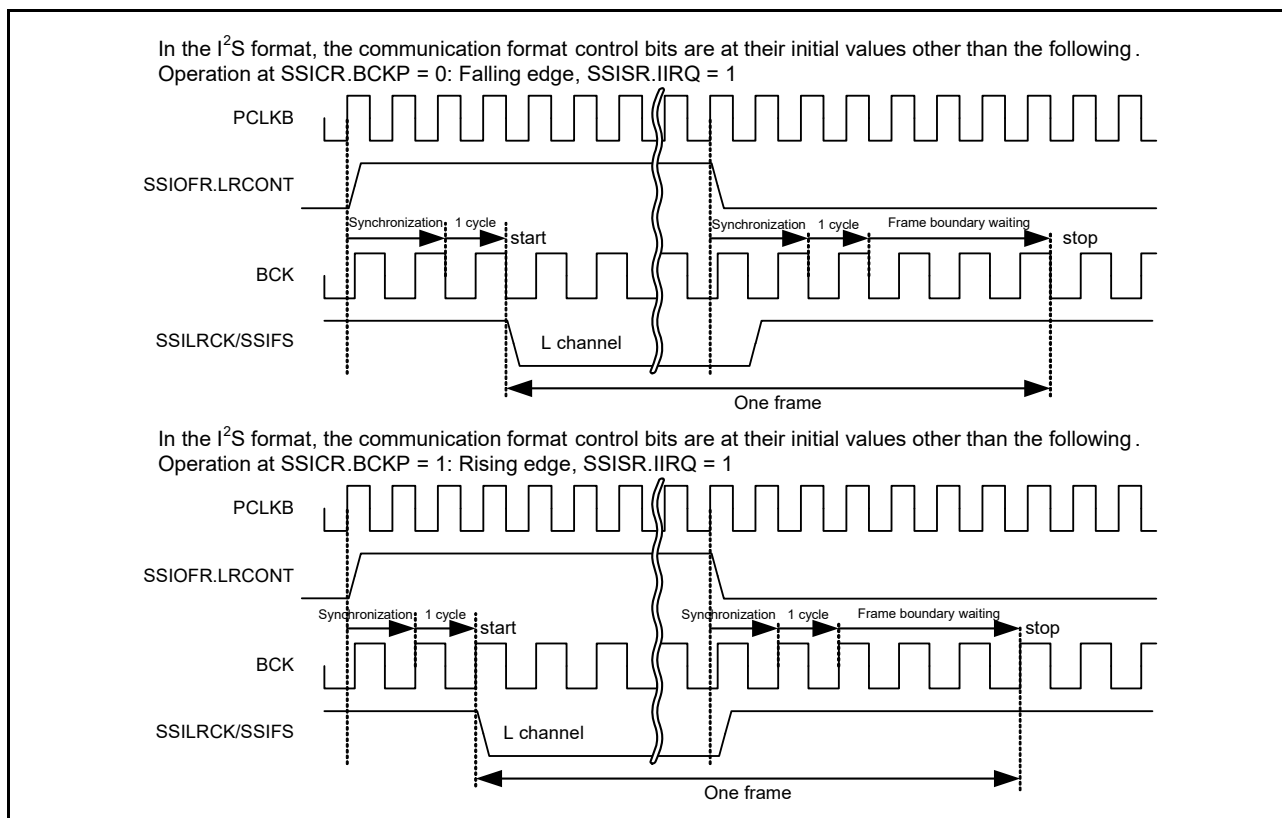 In the I²S format, the communication format control bits are at their initial values other than the following.
Operation at SSICR.BCKP = 0: Falling edge, SSISR.IIRQ = 1
PCLKB
SSIOFR.LRCONT
Synchronization 1 cycle start Synchronization 1 cycle Frame boundary waiting stop
BCK
SSILRCK/SSIFS L channel
One frame
In the I²S format, the communication format control bits are at their initial values other than the following.
Operation at SSICR.BCKP = 1: Rising edge, SSISR.IIRQ = 1
PCLKB
SSIOFR.LRCONT
Synchronization 1 cycle start Synchronization 1 cycle Frame boundary waiting stop
BCK
SSILRCK/SSIFS L channel
One frame